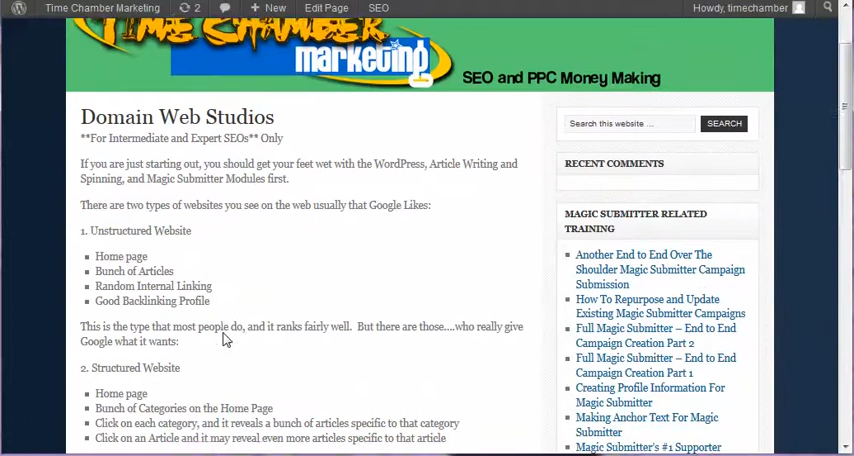 Time Chamber Marketing
2
New
Edit Page
SEO
Howdy, timechamber
TIME CHAMBER
marketing
SEO and PPC Money Making
Domain Web Studios
**For Intermediate and Expert SEOs** Only
If you are just starting out, you should get your feet wet with the WordPress, Article Writing and
Spinning, and Magic Submitter Modules first.
There are two types of websites you see on the web usually that Google Likes:
1. Unstructured Website
Home page
Bunch of Articles
Random Internal Linking
Good Backlinking Profile
This is the type that most people do, and it ranks fairly well. But there are those....who really give
Google what it wants:
2. Structured Website
Home page
Bunch of Categories on the Home Page
Click on each category, and it reveals a bunch of articles specific to that category
Click on an Article and it may reveal even more articles specific to that article
Search this website ...
SEARCH
RECENT COMMENTS
MAGIC SUBMITTER RELATED
TRAINING
Another End to End Over The
Shoulder Magic Submitter Campaign
Submission
How To Repurpose and Update
Existing Magic Submitter Campaigns
Full Magic Submitter – End to End
Campaign Creation Part 2
Full Magic Submitter – End to End
Campaign Creation Part 1
Creating Profile Information For
Magic Submitter
Making Anchor Text For Magic
Submitter
Magic Submitter's #1 Supporter